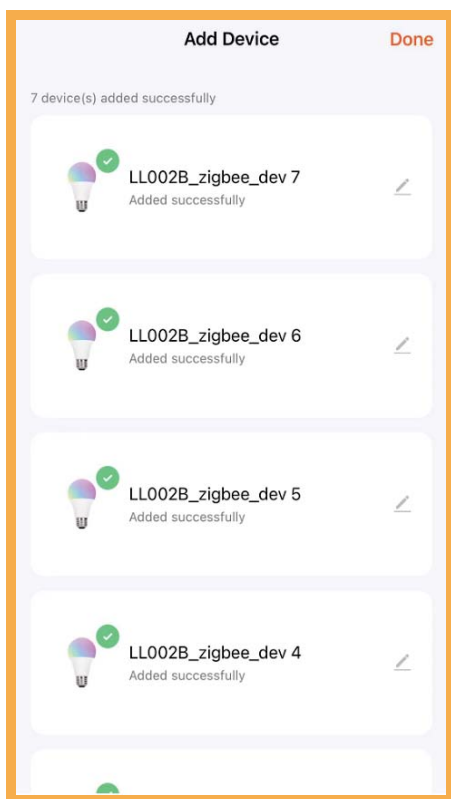 Add Device
Done
7 device(s) added successfully
LL002B_zigbee_dev 7
Added successfully
LL002B_zigbee_dev 6
Added successfully
LL002B_zigbee_dev 5
Added successfully
LL002B_zigbee_dev 4
Added successfully